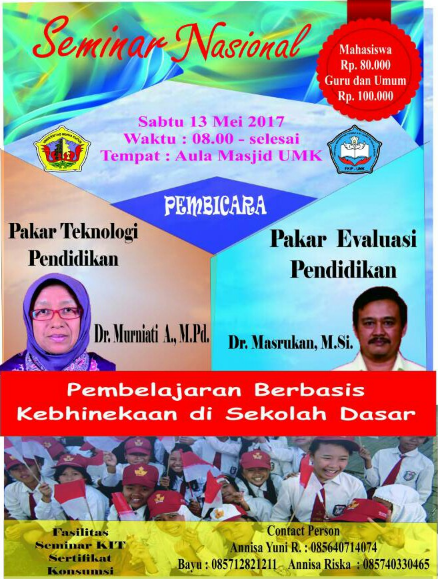 Seminar Nasional
Mahasiswa
Rp. 80.000
Guru dan Umum
Rp. 100.000
Sabtu 13 Mei 2017
Waktu : 08.00 - selesai
Tempat : Aula Masjid UMK
PEMBICARA
Pakar Teknologi
Pendidikan
Dr. Murniati A., M.Pd.
Pakar Evaluasi
Pendidikan
Dr. Masrukan, M.Si.
Pembelajaran Berbasis
Kebhinekaan di Sekolah Dasar
Fasilitas
Seminar KIT
Sertifikat
Konsumsi
Contact Person
Annisa Yuni R. : 085640714074
Bayu : 085712821211 Annisa Riska : 085740330465